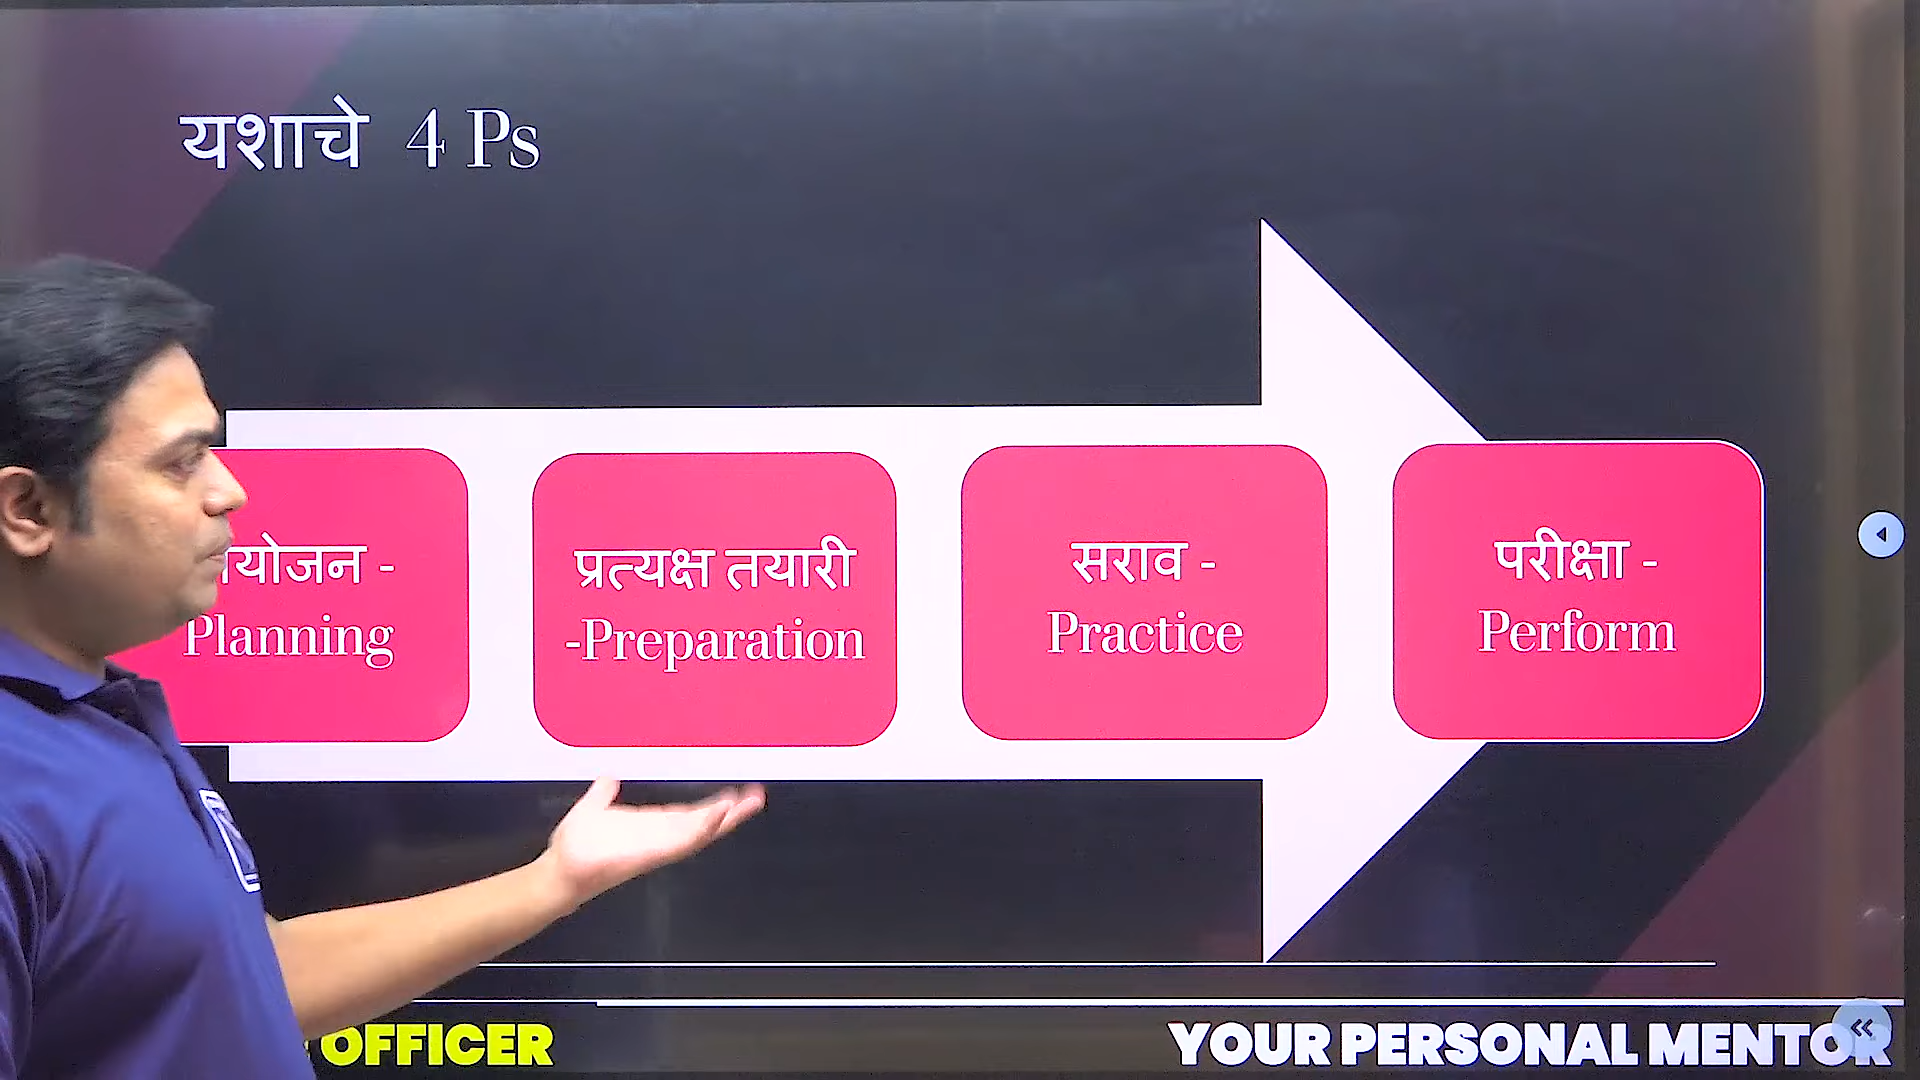 यशाचे 4 Ps
योजन -
Planning
प्रत्यक्ष तयारी
-Preparation
सराव -
Practice
परीक्षा -
Perform
OFFICER
YOUR PERSONAL MENTOR